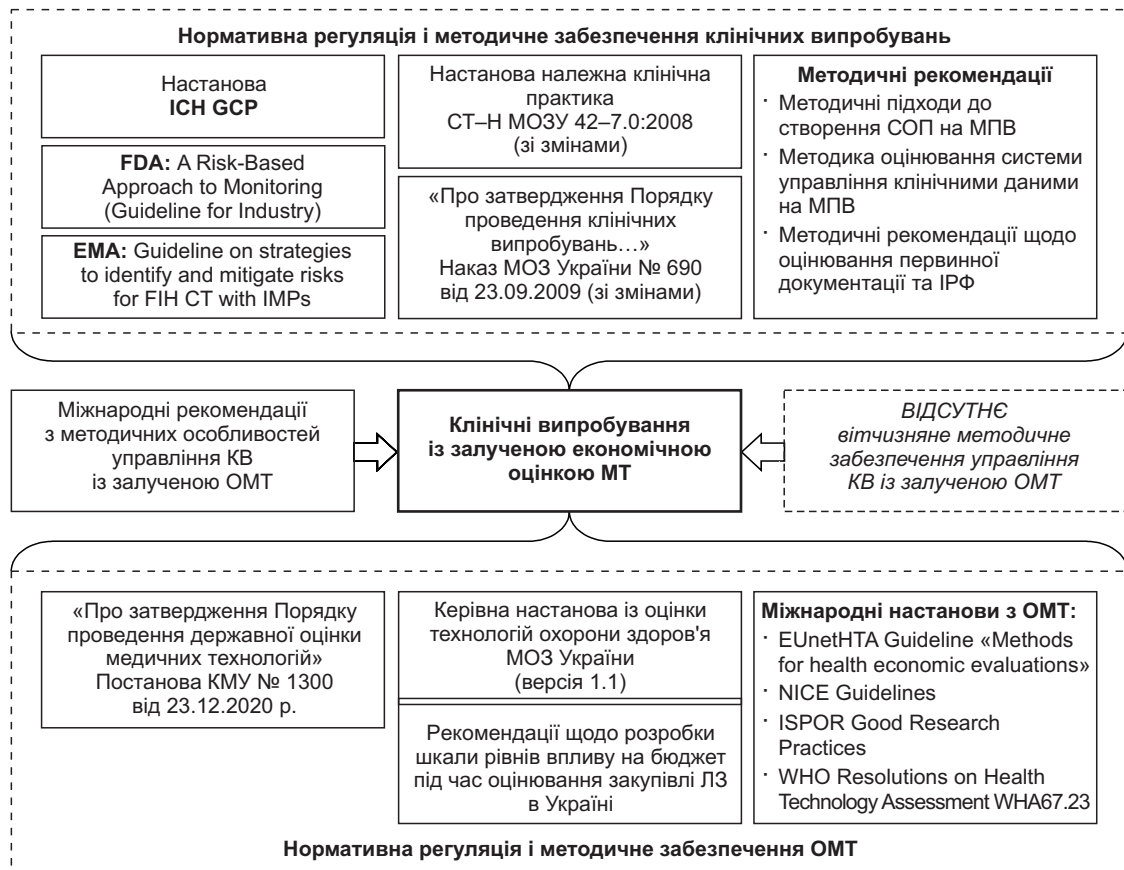 Нормативна регуляція і методичне забезпечення клінічних випробувань
Настанова
ICH GCP
FDA: A Risk-Based
Approach to Monitoring
(Guideline for Industry)
EMA: Guideline on strategies
to identify and mitigate risks
for FIH CT with IMPs
Настанова належна клінічна
практика
СТ–Н МОЗУ 42–7.0:2008
(зі змінами)
«Про затвердження Порядку
проведення клінічних
випробувань…»
Наказ МОЗ України № 690
від 23.09.2009 (зі змінами)
Методичні рекомендації
· Методичні підходи до
створення СОП на МПВ
· Методика оцінювання системи
управління клінічними даними
на МПВ
· Методичні рекомендації щодо
оцінювання первинної
документації та ІРФ
Міжнародні рекомендації
з методичних особливостей
управління КВ
із залученою ОМТ
Клінічні випробування
із залученою економічною
оцінкою МТ
ВІДСУТНЄ
вітчизняне методичне
забезпечення управління
КВ із залученою ОМТ
«Про затвердження Порядку
проведення державної оцінки
медичних технологій»
Постанова КМУ № 1300
від 23.12.2020 р.
Керівна настанова із оцінки
технологій охорони здоров'я
МОЗ України
(версія 1.1)
Рекомендації щодо розробки
шкали рівнів впливу на бюджет
під час оцінювання закупівлі ЛЗ
в Україні
Міжнародні настанови з ОМТ:
· EUnetHTA Guideline «Methods
for health economic evaluations»
· NICE Guidelines
· ISPOR Good Research
Practices
· WHO Resolutions on Health
Technology Assessment WHA67.23
Нормативна регуляція і методичне забезпечення ОМТ